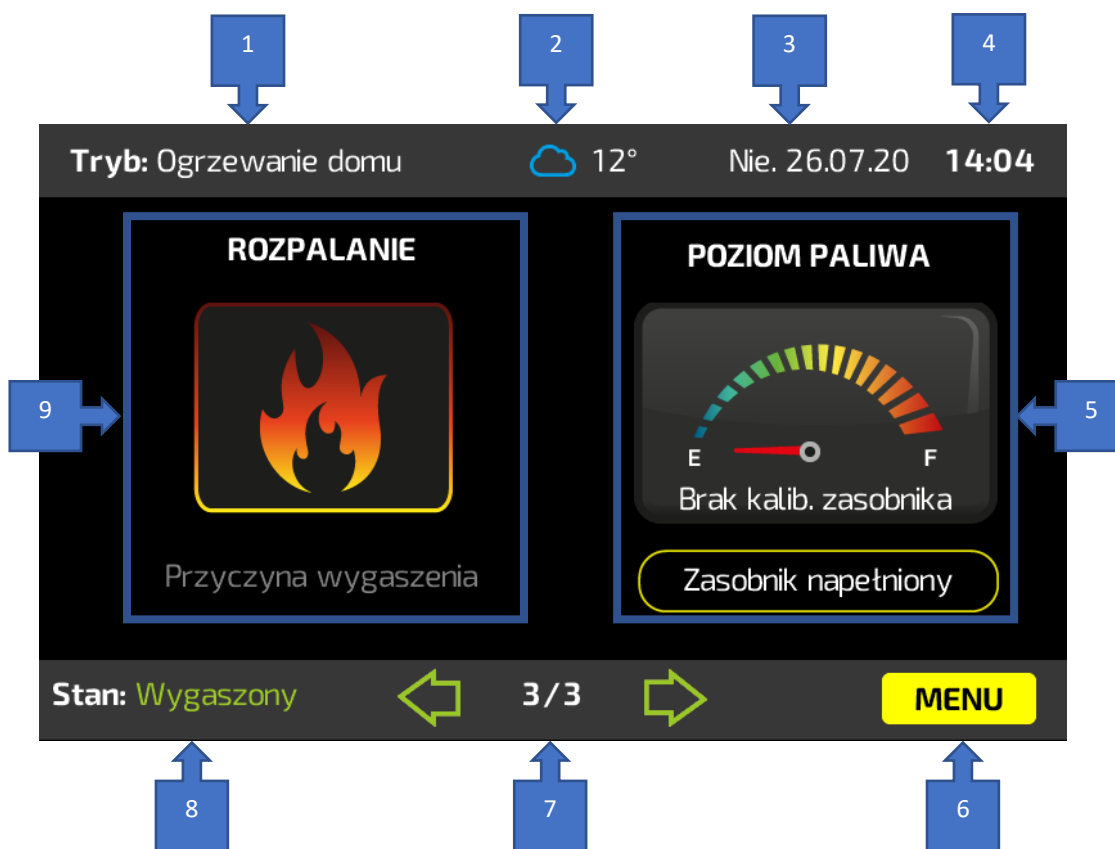 1
2
3
4
Tryb: Ogrzewanie domu
12°
Nie. 26.07.20
14:04
ROZPALANIE
Przyczyna wygaszenia
9
POZIOM PALIWA
E
F
Brak kalib. zasobnika
Zasobnik napełniony
5
Stan: Wygaszony
3/3
MENU
8
7
6